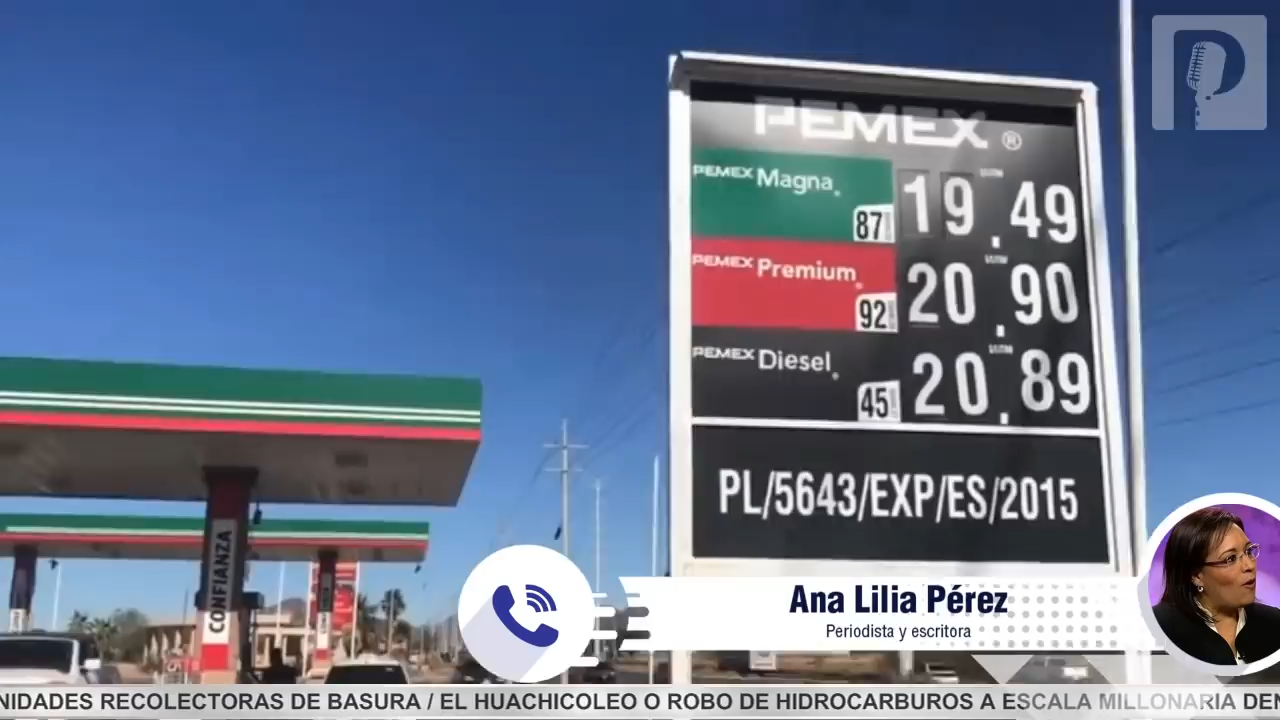 PEMEX ®
PEMEX Magna
87
19.49
PEMEX Premium
92
20.90
PEMEX Diesel
45
20.89
PL/5643/EXP/ES/2015
CONFIANZA
Ana Lilia Pérez
Periodista y escritora
NIDADES RECOLECTORAS DE BASURA / EL HUACHICOLEO O ROBO DE HIDROCARBUROS A ESCALA MILLONARIA DE